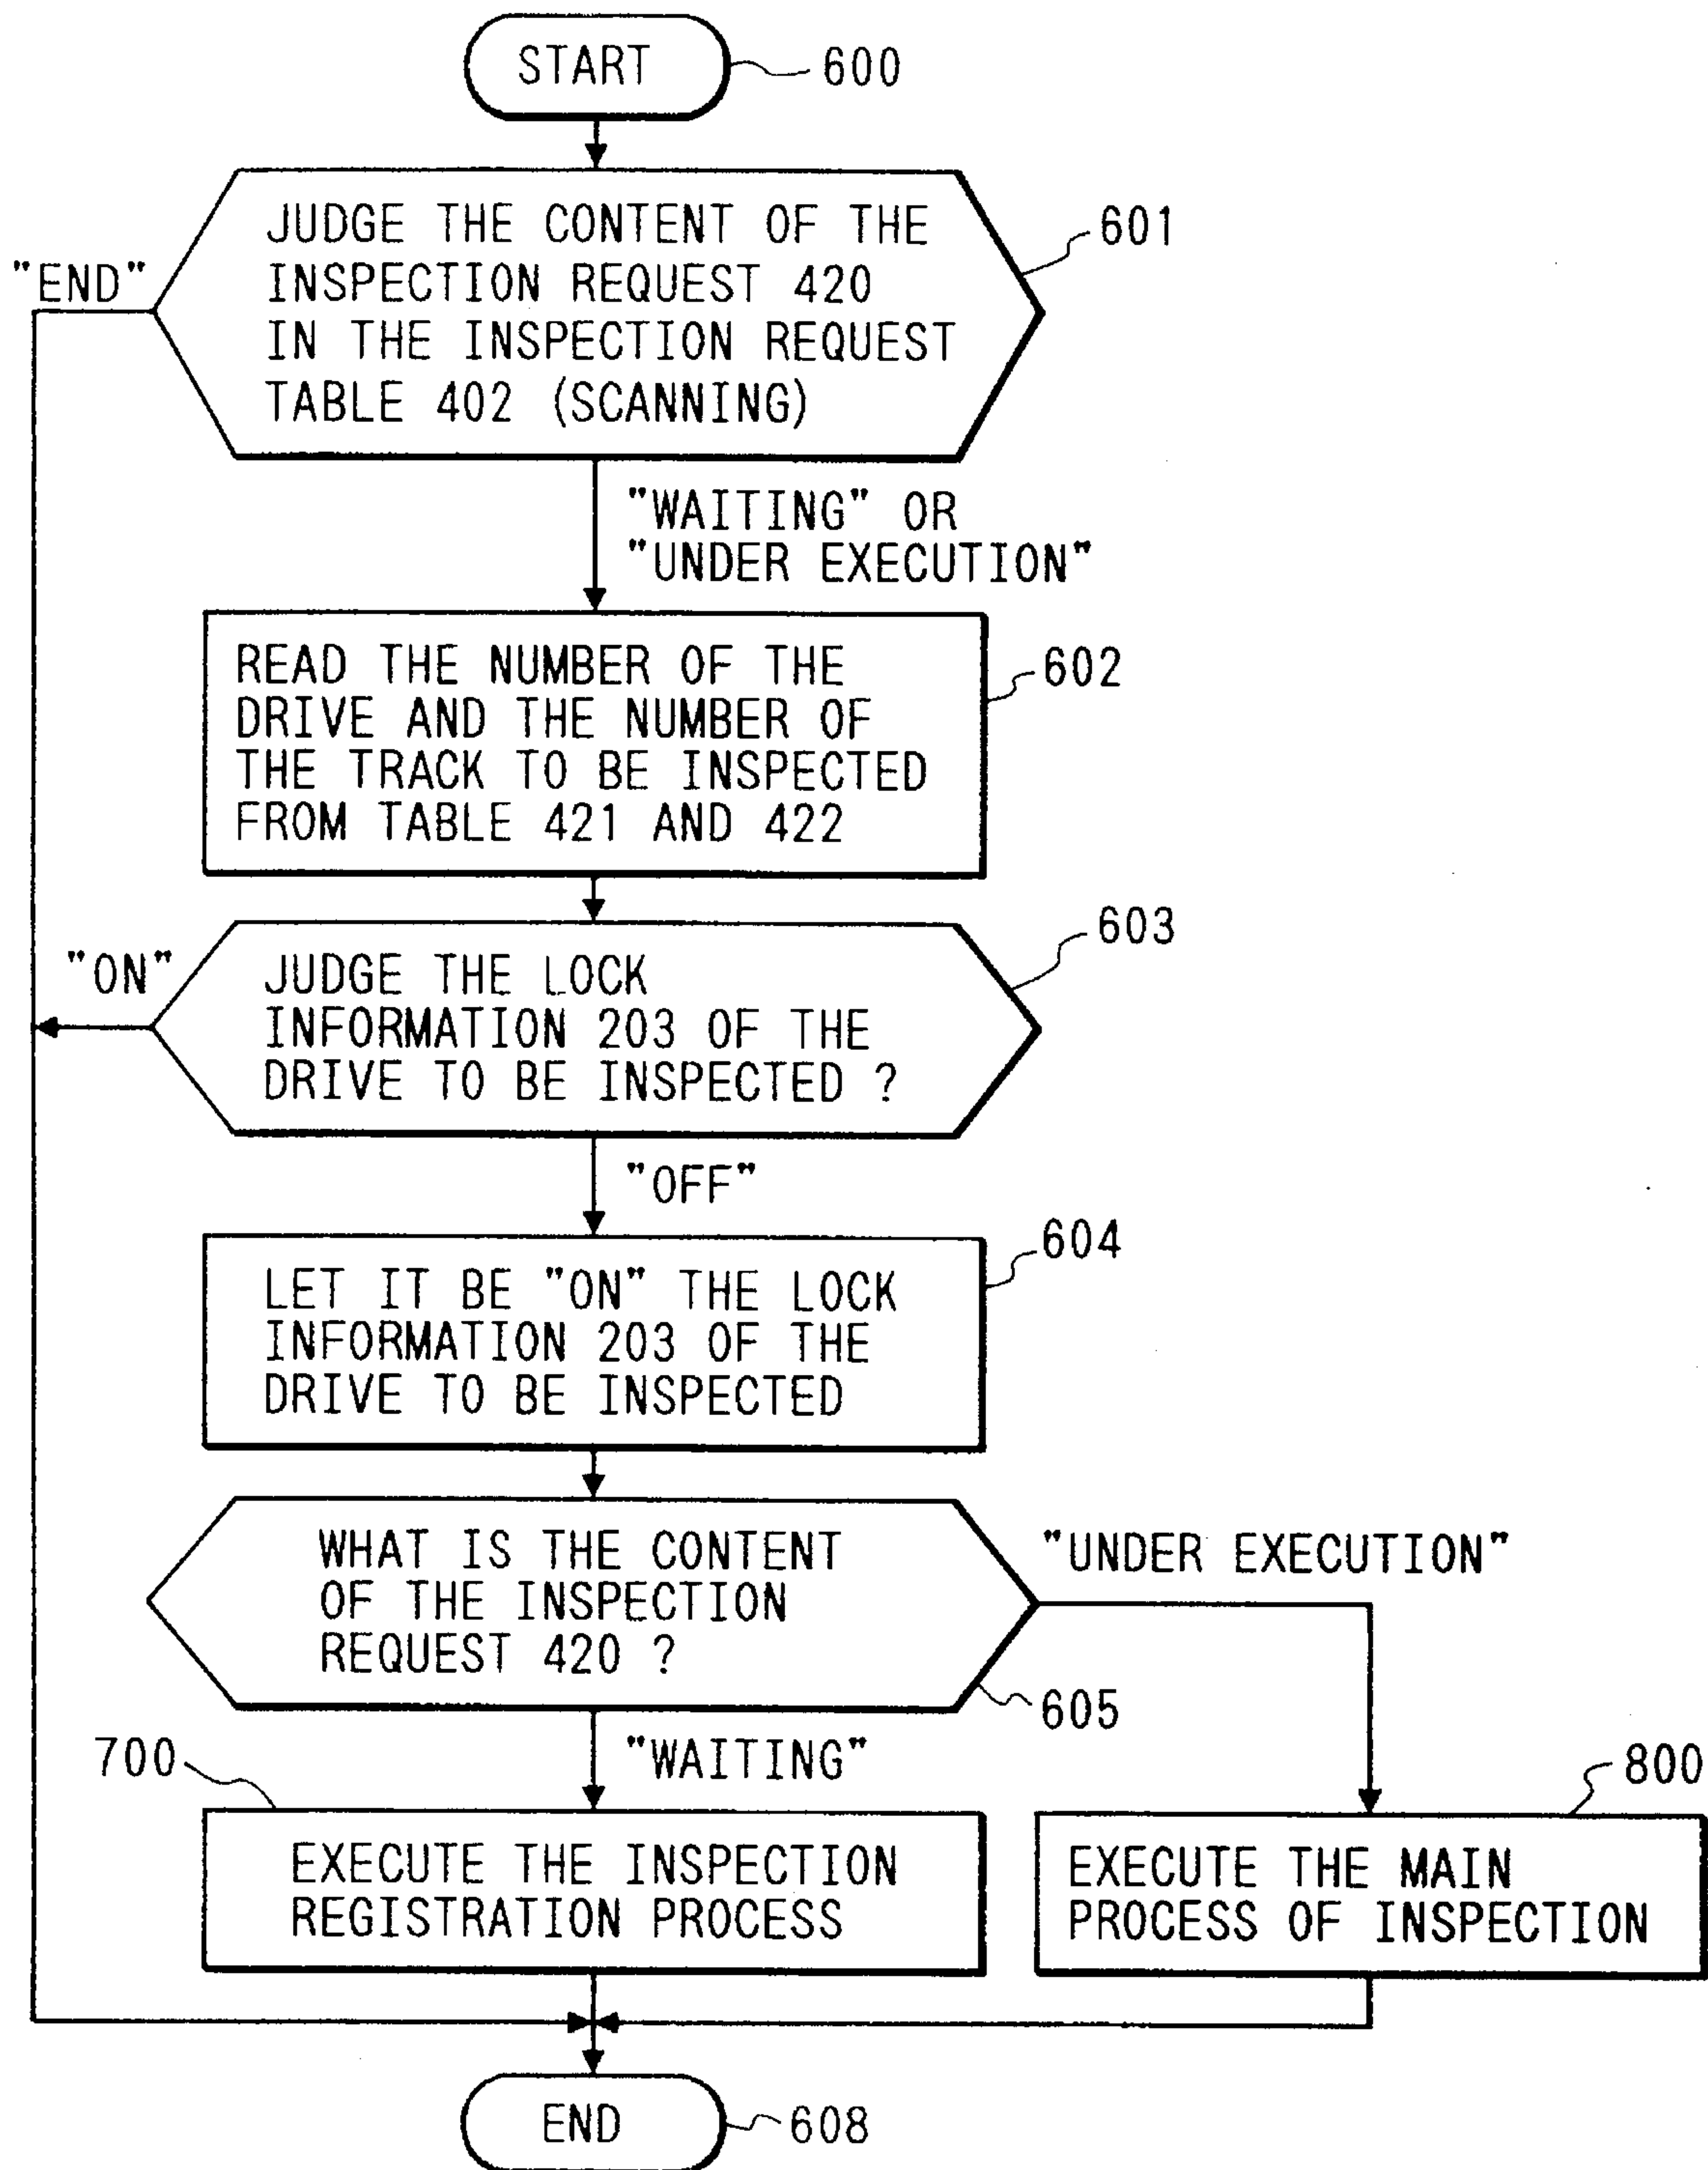 START
600
JUDGE THE CONTENT OF THE
INSPECTION REQUEST 420
IN THE INSPECTION REQUEST
TABLE 402 (SCANNING)
601
"END"
"WAITING" OR
"UNDER EXECUTION"
READ THE NUMBER OF THE
DRIVE AND THE NUMBER OF
THE TRACK TO BE INSPECTED
FROM TABLE 421 AND 422
602
"ON"
JUDGE THE LOCK
INFORMATION 203 OF THE
DRIVE TO BE INSPECTED ?
603
"OFF"
LET IT BE "ON" THE LOCK
INFORMATION 203 OF THE
DRIVE TO BE INSPECTED
604
WHAT IS THE CONTENT
OF THE INSPECTION
REQUEST 420 ?
605
"UNDER EXECUTION"
"WAITING"
700
EXECUTE THE INSPECTION
REGISTRATION PROCESS
800
EXECUTE THE MAIN
PROCESS OF INSPECTION
END
608